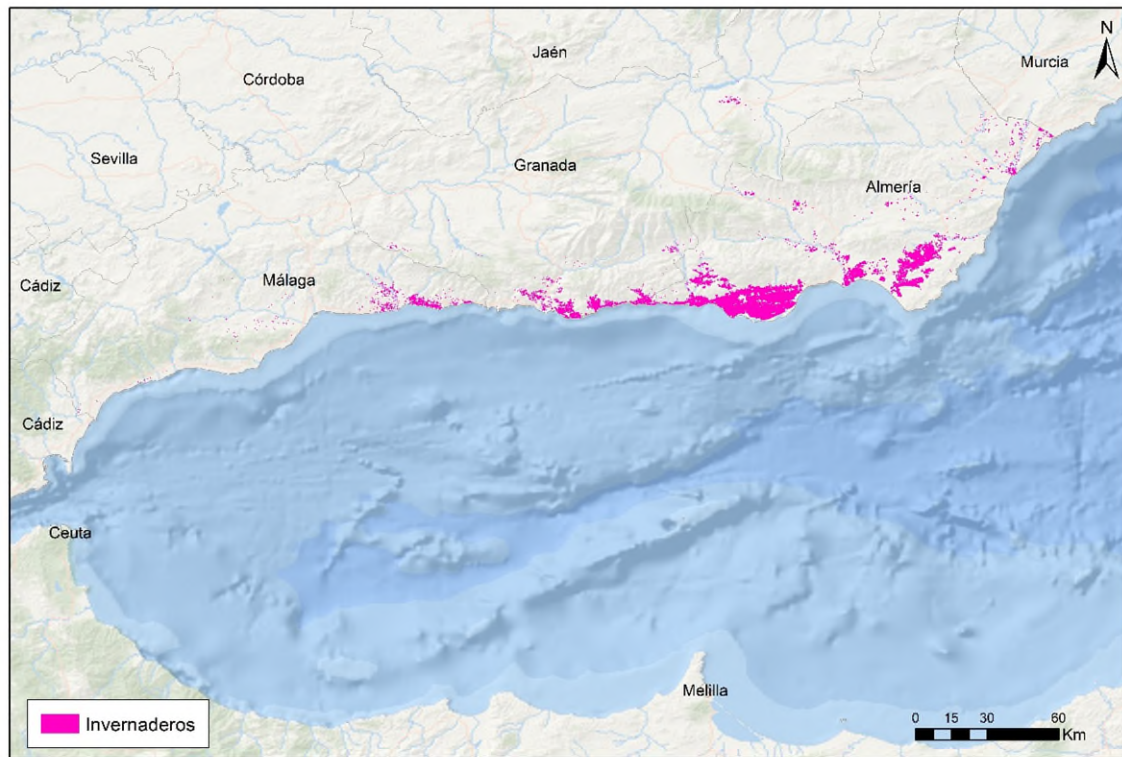 N
Jaén
Murcia
Córdoba
Sevilla
Granada
Almería
Málaga
Cádiz
Cádiz
Ceuta
Melilla
Invernaderos
0 15 30 60
Km